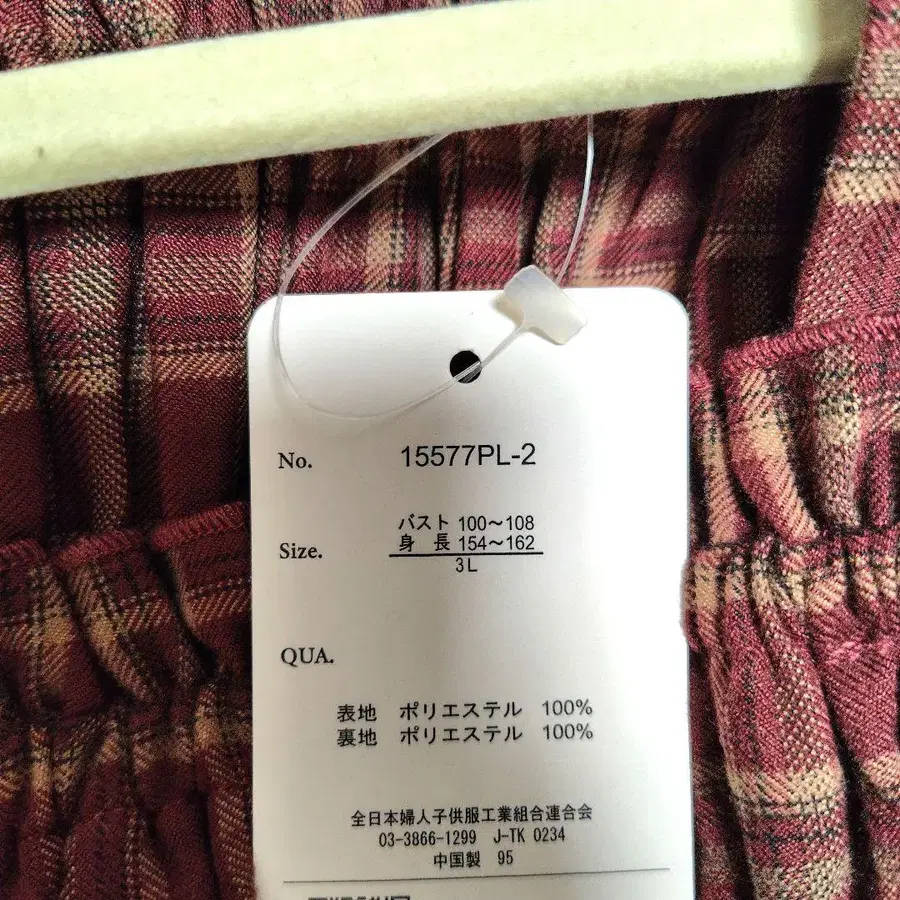 No. 15577PL-2
バスト 100～108
Size. 身長 154～162
3L
QUA.
表地 ポリエステル 100%
裏地 ポリエステル 100%
全日本婦人子供服工業組合連合会
03-3866-1299 J-TK 0234
中国製 95